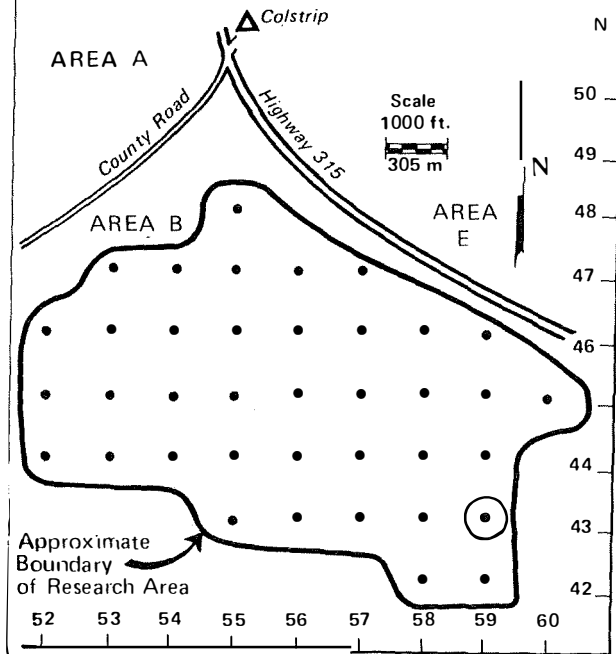 Colstrip
N
AREA A
50
County Road
Highway 315
Scale
1000 ft.
305 m
49
N
AREA B
AREA
E
48
47
46
44
43
Approximate
Boundary
of Research Area
42
52 53 54 55 56 57 58 59 60